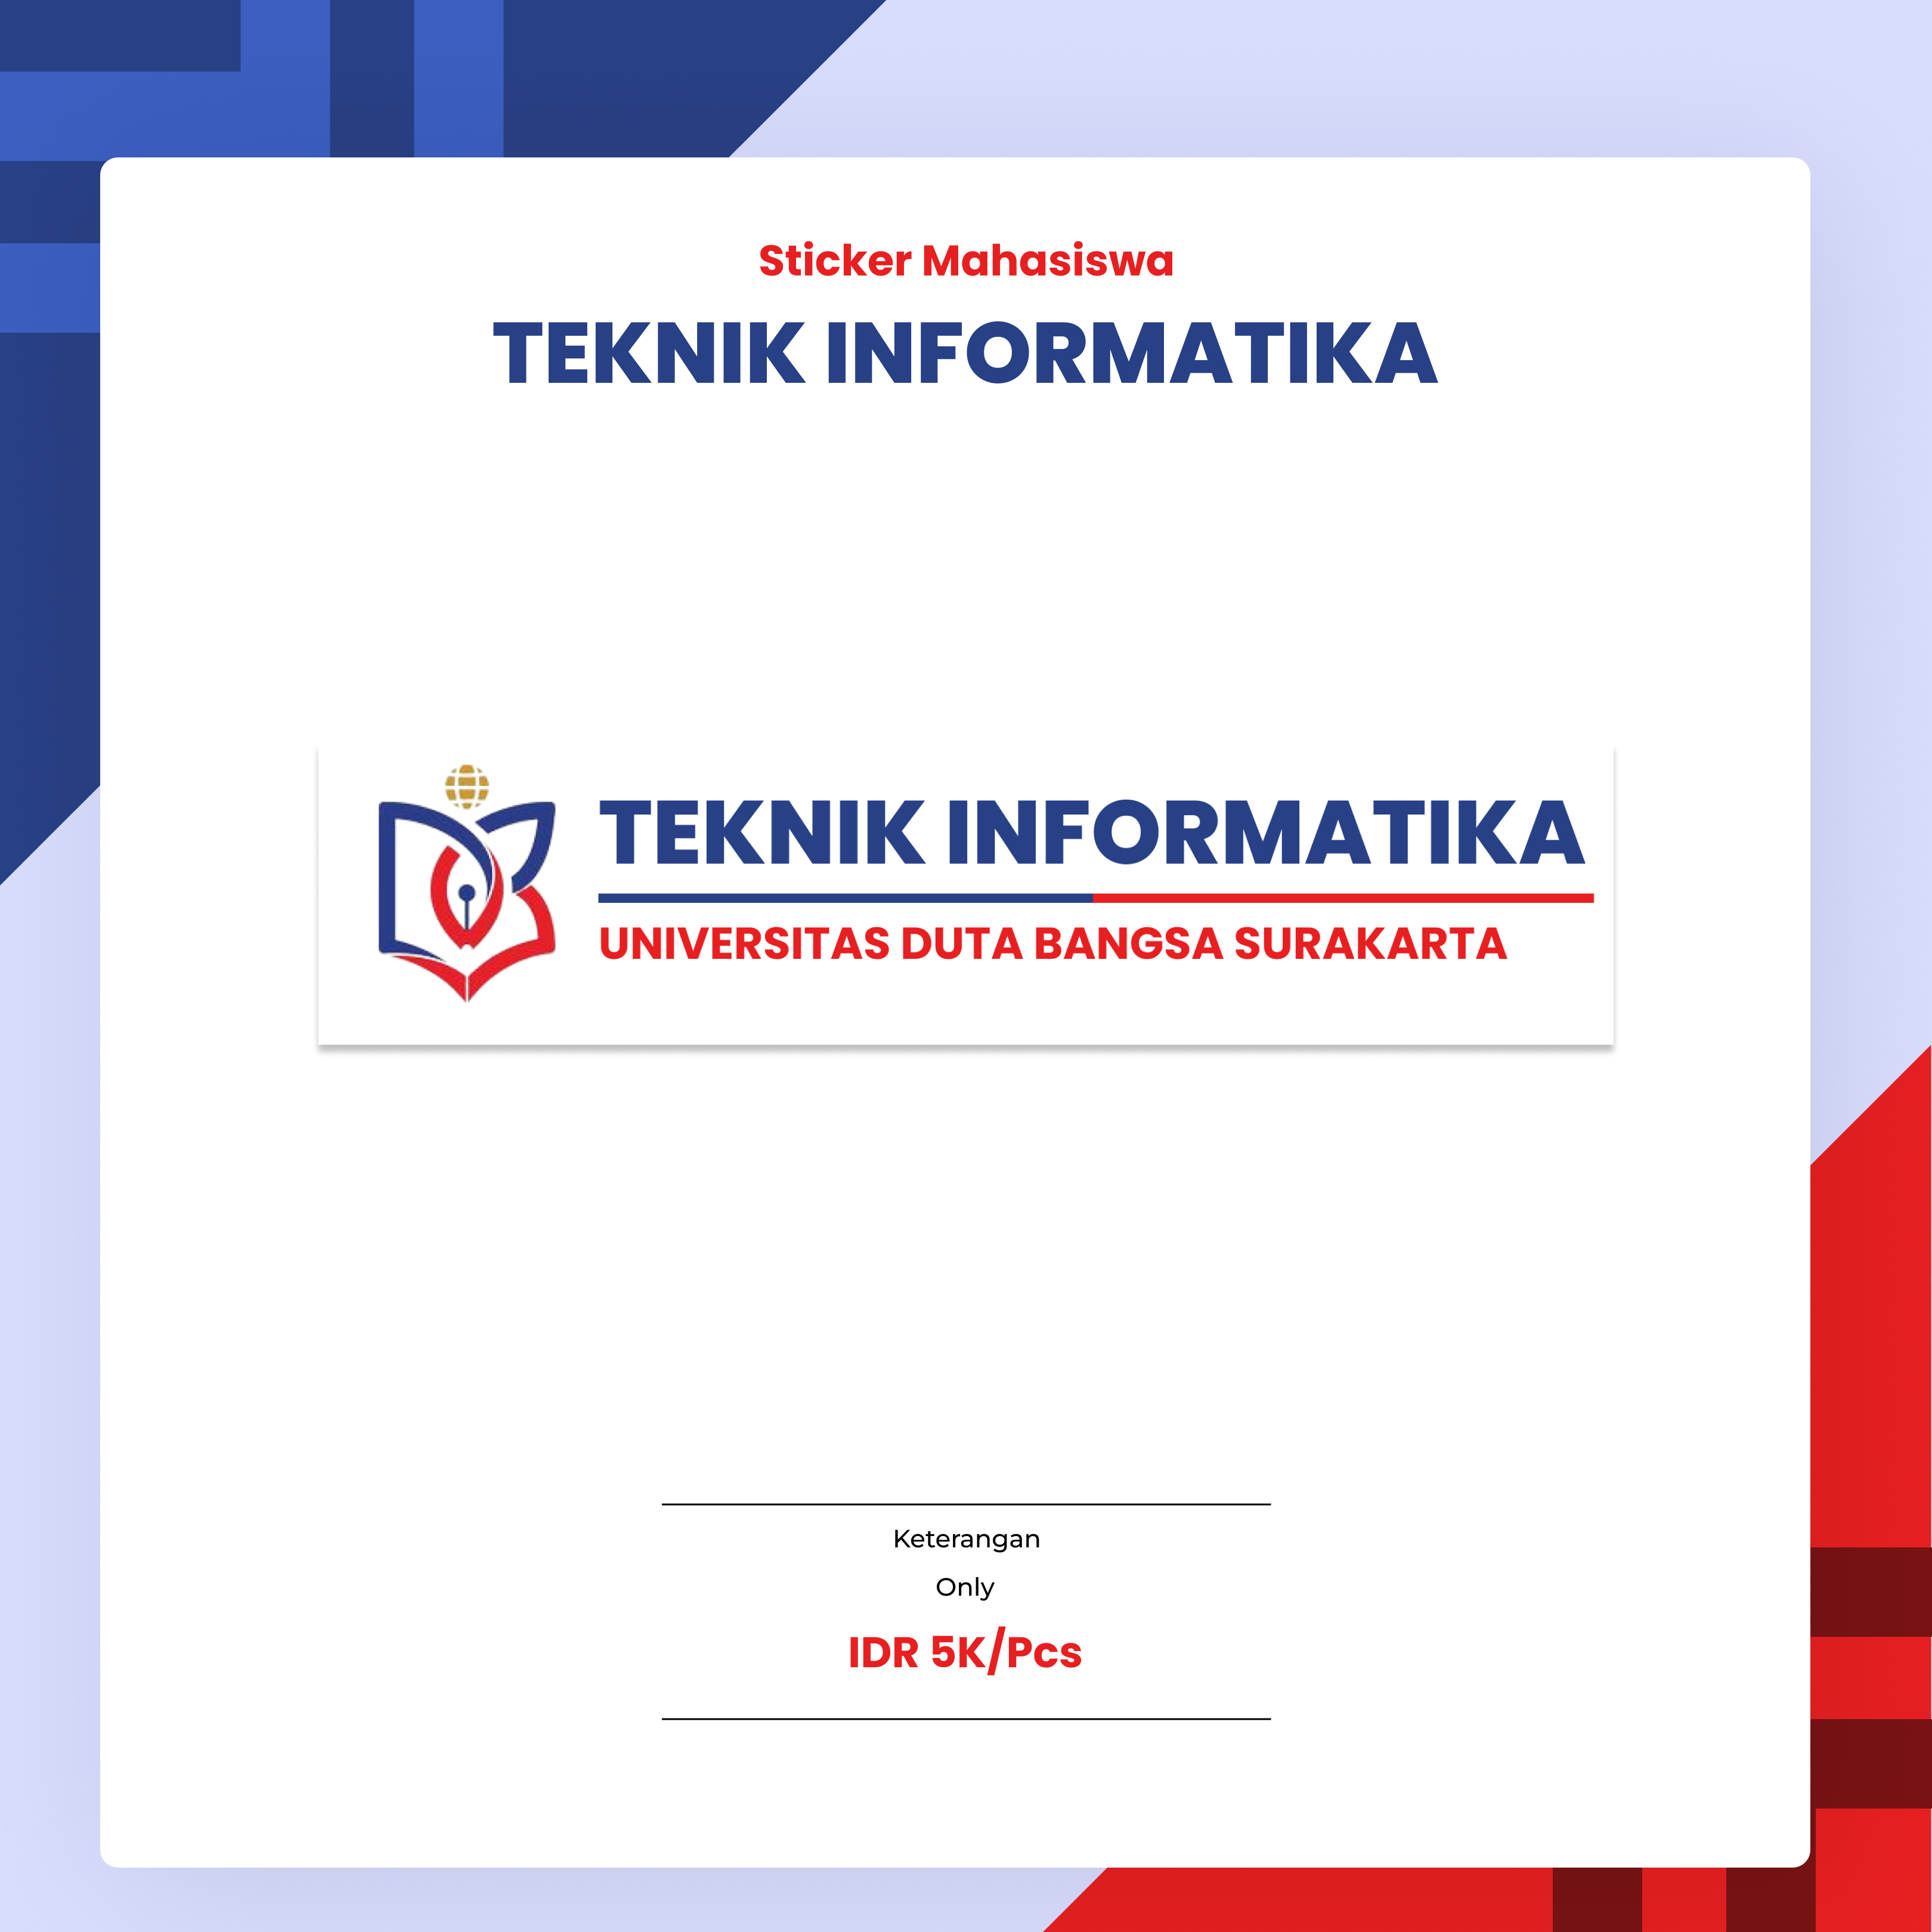 Sticker Mahasiswa
TEKNIK INFORMATIKA
TEKNIK INFORMATIKA
UNIVERSITAS DUTA BANGSA SURAKARTA
Keterangan
Only
IDR 5K/Pcs